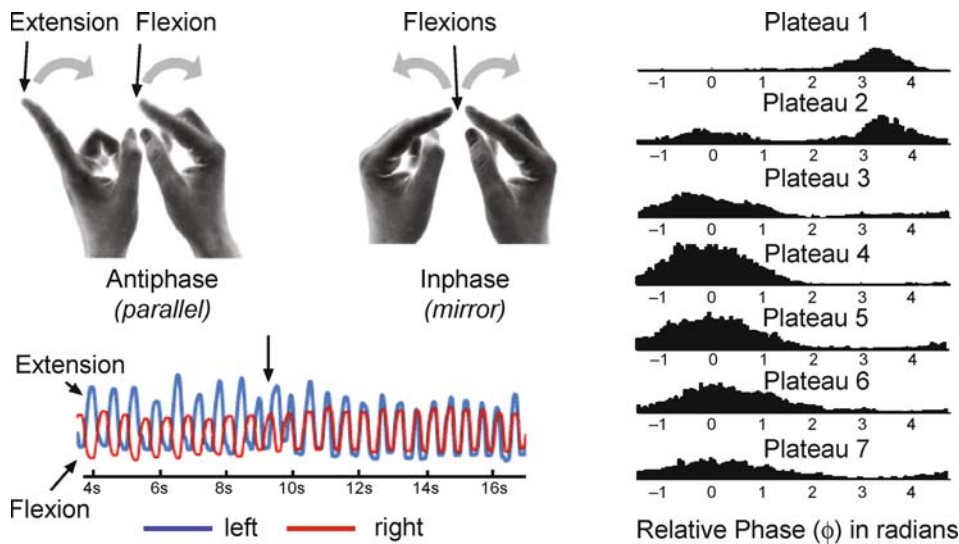 Extension
Flexion
Flexions
Antiphase
(parallel)
Inphase
(mirror)
Extension
Flexion
4s 6s 8s 10s 12s 14s 16s
left right
Plateau 1
–1 0 1 2 3 4
Plateau 2
–1 0 1 2 3 4
Plateau 3
–1 0 1 2 3 4
Plateau 4
–1 0 1 2 3 4
Plateau 5
–1 0 1 2 3 4
Plateau 6
–1 0 1 2 3 4
Plateau 7
–1 0 1 2 3 4
Relative Phase (ϕ) in radians